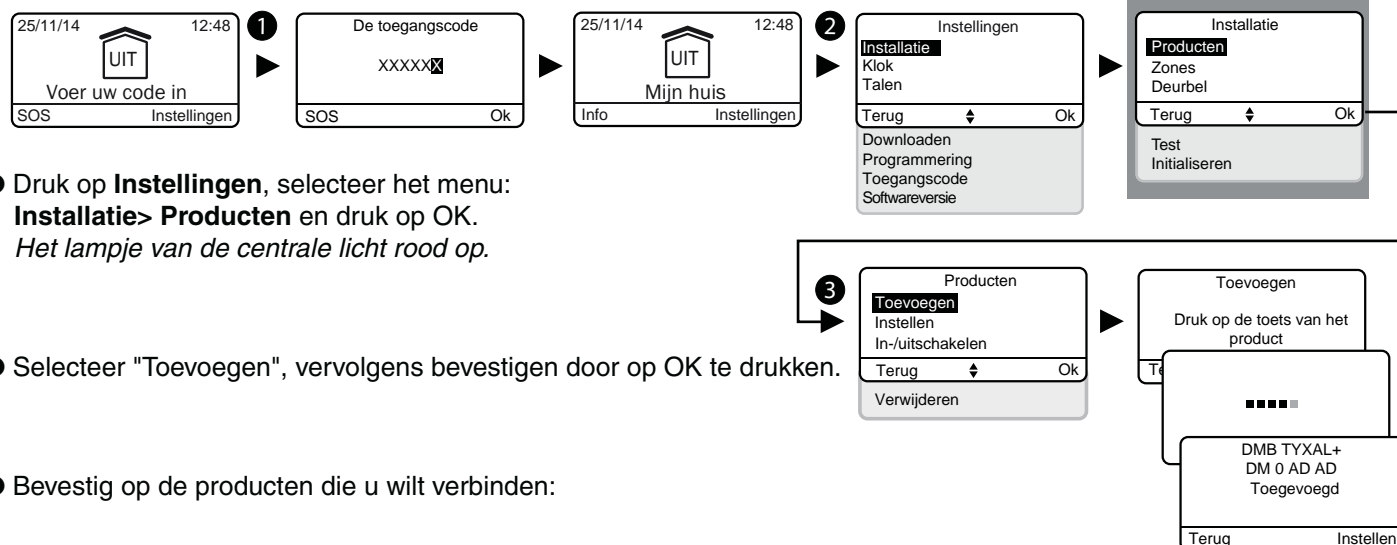 25/11/14 12:48
UIT
Voer uw code in
SOS Instellingen
1
De toegangscode
XXXXXX
SOS Ok
25/11/14 12:48
UIT
Mijn huis
Info Instellingen
2
Instellingen
Installatie
Klok
Talen
Terug Ok
Downloaden
Programmering
Toegangscode
Softwareversie
Installatie
Producten
Zones
Deurbel
Terug Ok
Test
Initialiseren
Druk op Instellingen, selecteer het menu:
Installatie> Producten en druk op OK.
Het lampje van de centrale licht rood op.
3
Producten
Toevoegen
Instellen
In-/uitschakelen
Terug Ok
Verwijderen
Toevoegen
Druk op de toets van het
product
Selecteer "Toevoegen", vervolgens bevestigen door op OK te drukken.
DMB TYXAL+
DM 0 AD AD
Toegevoegd
Terug Instellen
Bevestig op de producten die u wilt verbinden: